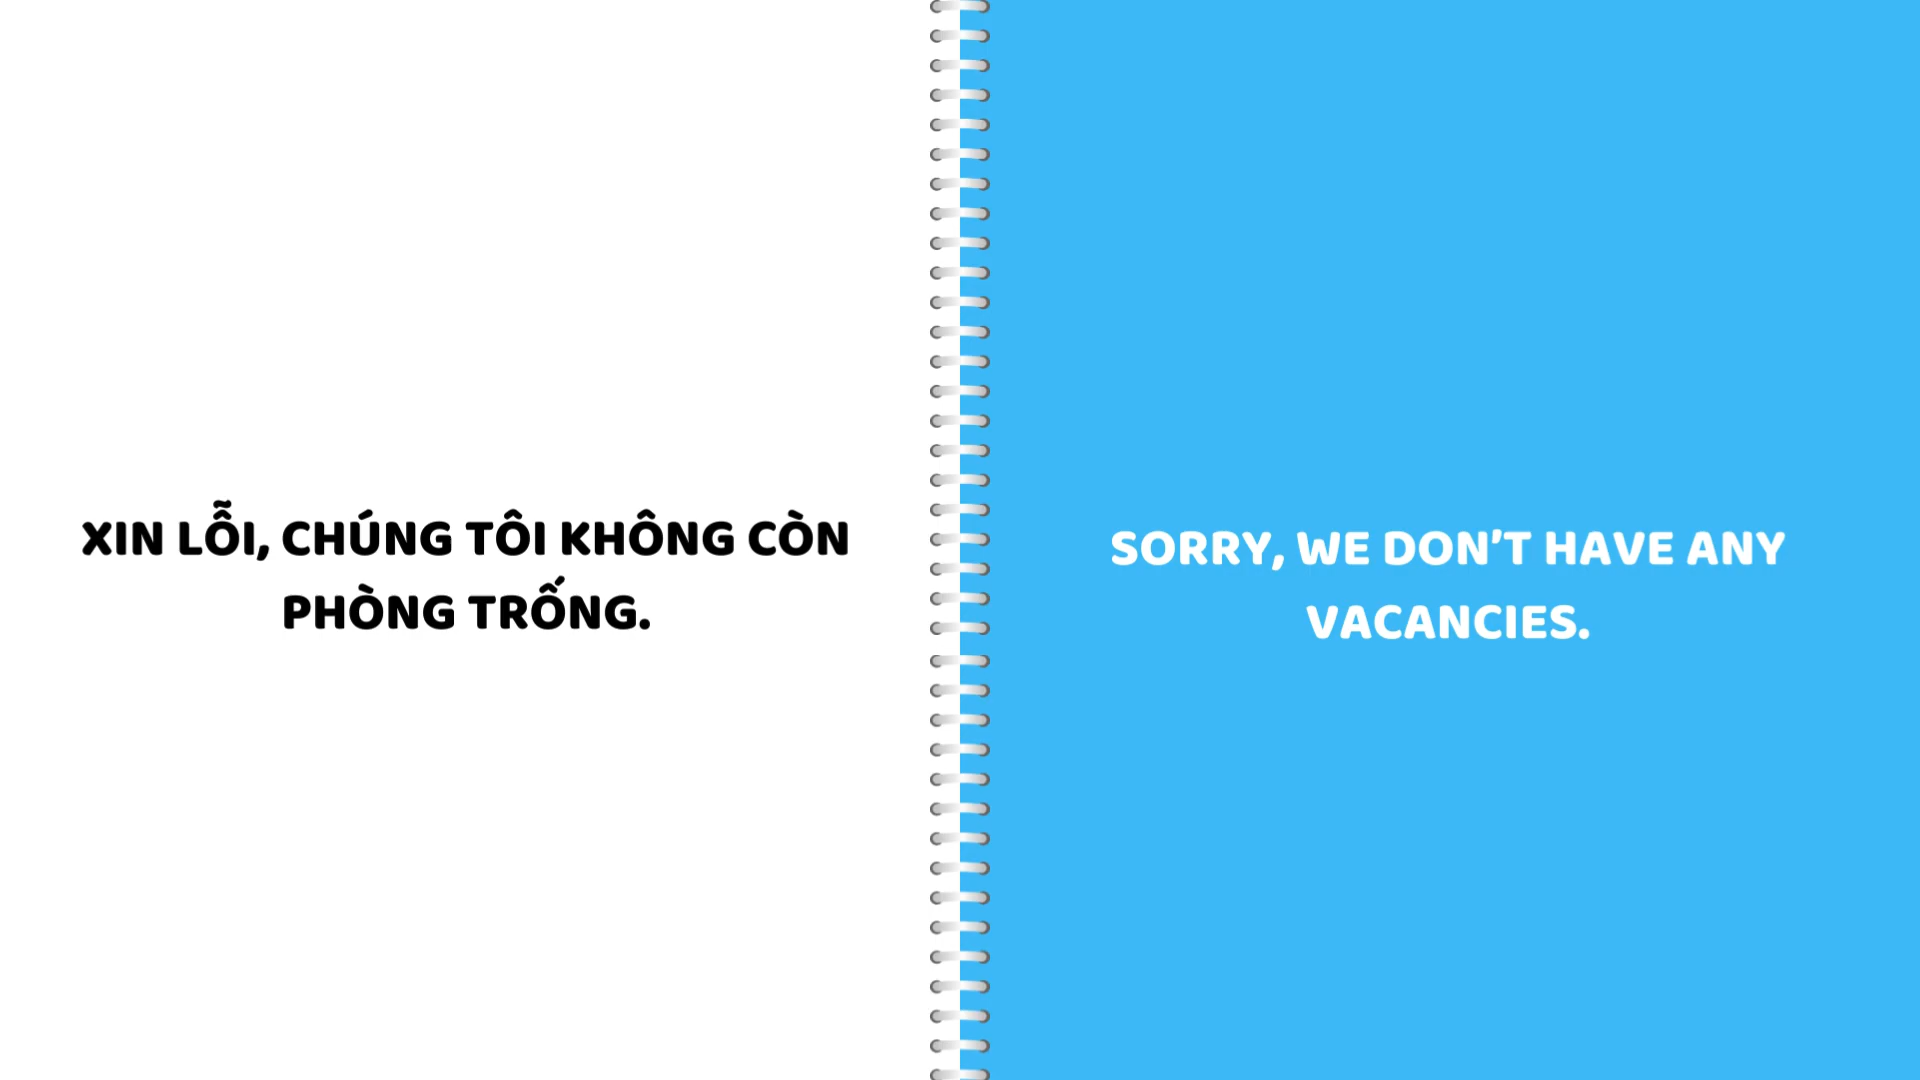 XIN LỖI, CHÚNG TÔI KHÔNG CÒN
PHÒNG TRỐNG.
SORRY, WE DON'T HAVE ANY
VACANCIES.